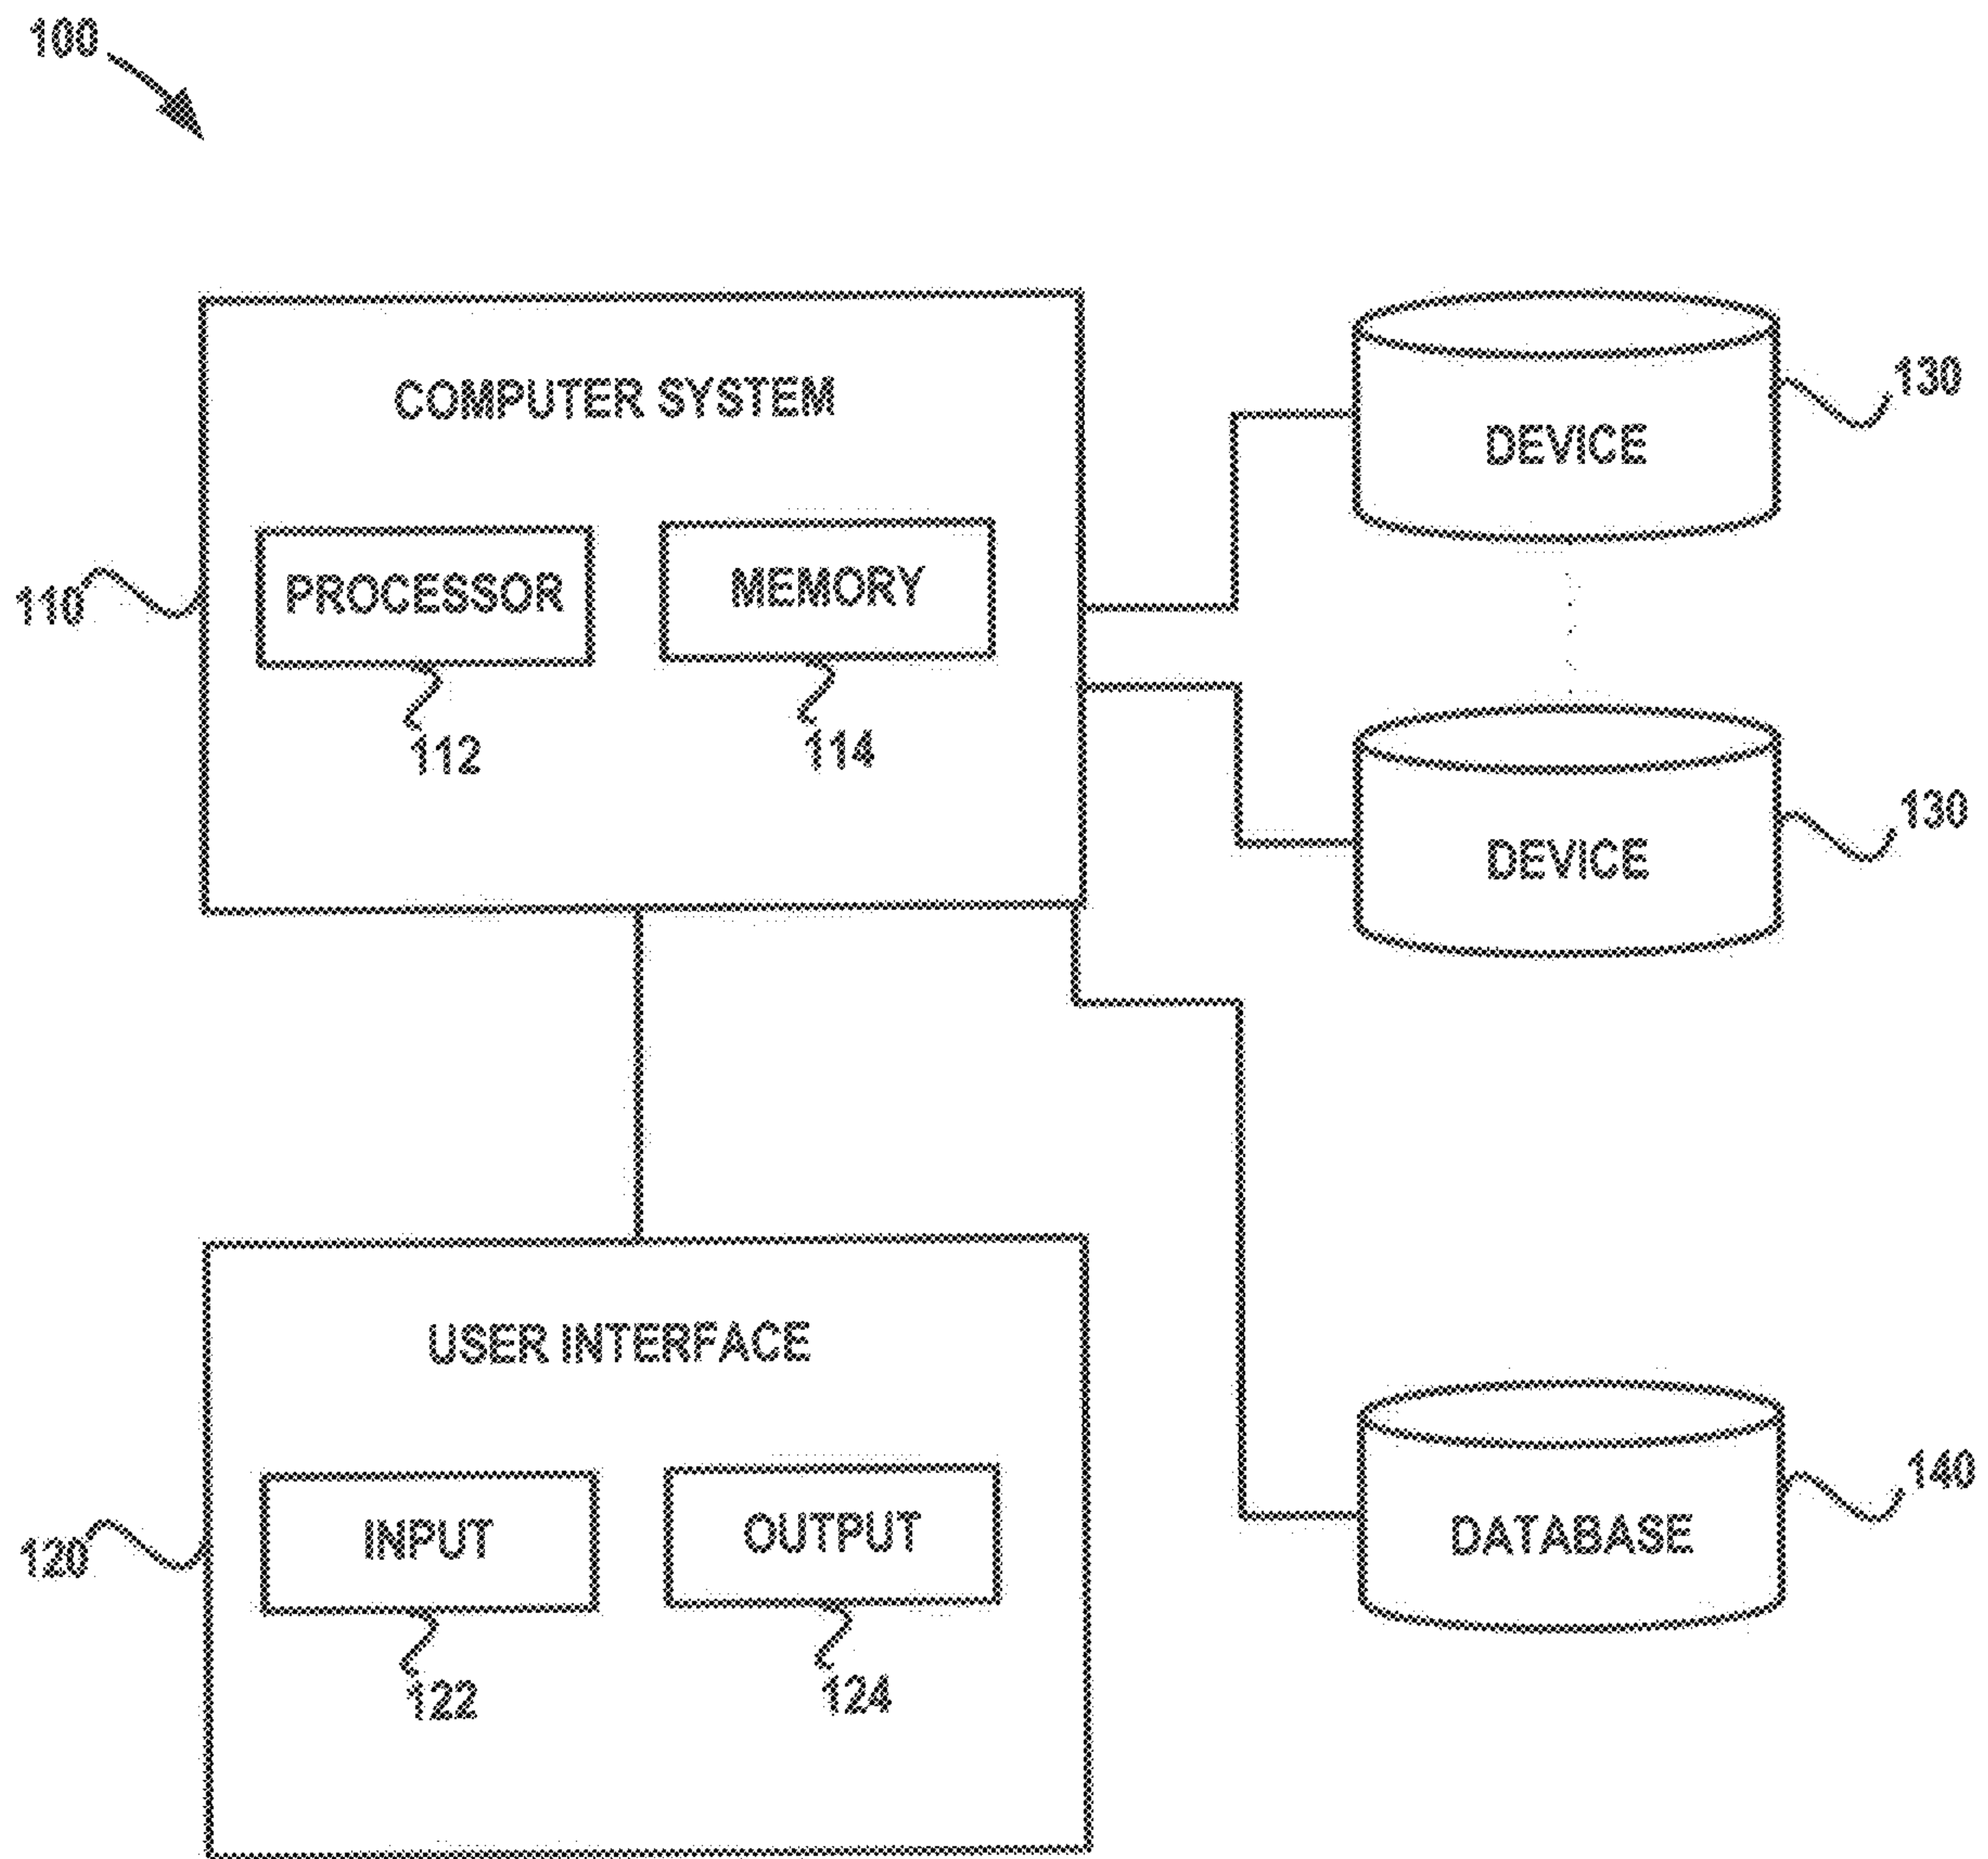 100
COMPUTER SYSTEM
130
DEVICE
PROCESSOR
MEMORY
110
112
114
130
DEVICE
USER INTERFACE
140
INPUT
OUTPUT
DATABASE
120
122
124